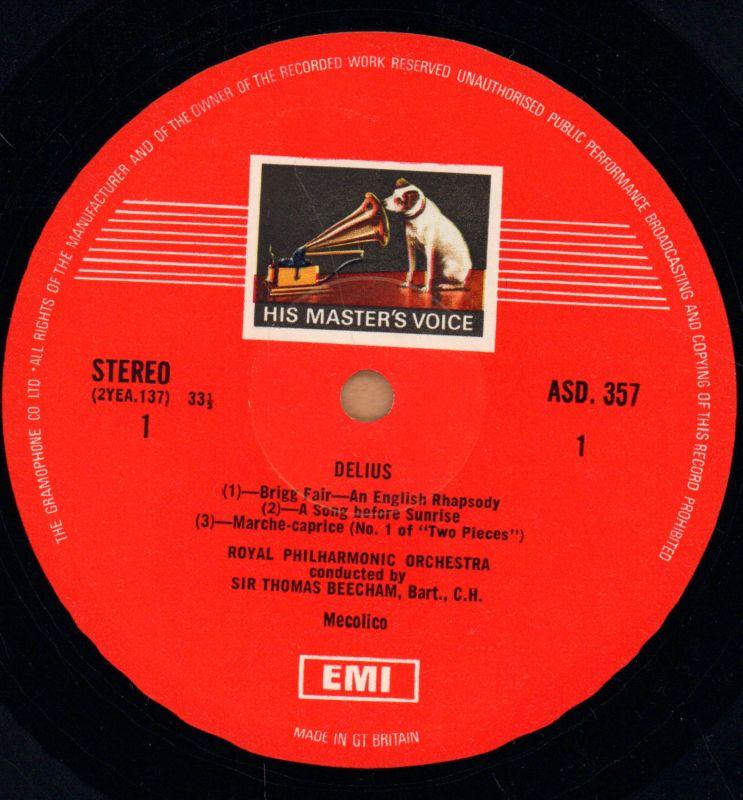 THE GRAMOPHONE CO LTD · ALL RIGHTS OF THE MANUFACTURER AND OF THE OWNER OF THE RECORDED WORK RESERVED UNAUTHORISED PUBLIC PERFORMANCE BROADCASTING AND COPYING OF THIS RECORD PROHIBITED
HIS MASTER'S VOICE
STEREO
(2YEA.137) 33⅓
1
ASD. 357
1
DELIUS
(1)—Brigg Fair—An English Rhapsody
(2)—A Song before Sunrise
(3)—Marche-caprice (No. 1 of "Two Pieces")
ROYAL PHILHARMONIC ORCHESTRA
conducted by
SIR THOMAS BEECHAM, Bart., C.H.
Mecolico
EMI
MADE IN GT BRITAIN